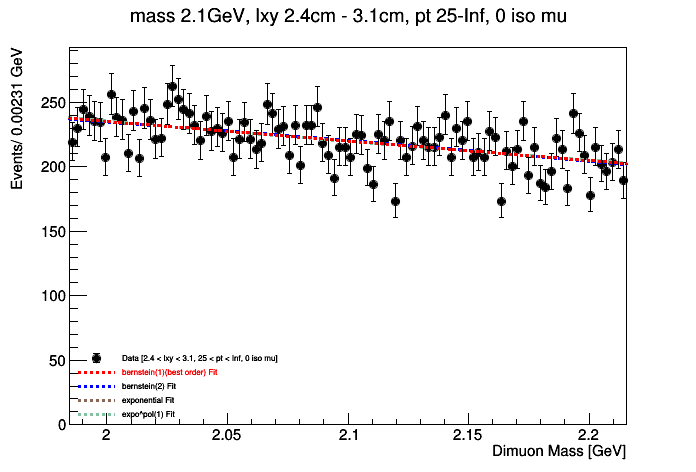 mass 2.1GeV, lxy 2.4cm - 3.1cm, pt 25-Inf, 0 iso mu
Events/ 0.00231 GeV
250
200
150
100
50
0
Data [2.4 < lxy < 3.1, 25 < pt < Inf, 0 iso mu]
bernstein(1)(best order) Fit
bernstein(2) Fit
exponential Fit
expo*pol(1) Fit
2 2.05 2.1 2.15 2.2
Dimuon Mass [GeV]